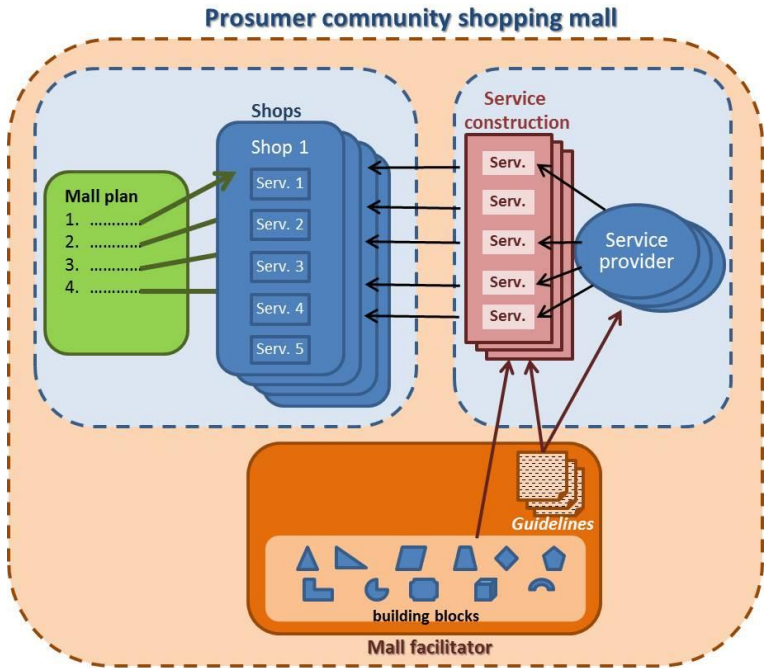 Prosumer community shopping mall
Shops
Shop 1
Serv. 1
Serv. 2
Serv. 3
Serv. 4
Serv. 5
Mall plan
1. ............
2. ............
3. ............
4. ............
Service
construction
Serv.
Serv.
Serv.
Serv.
Serv.
Service
provider
Guidelines
building blocks
Mall facilitator